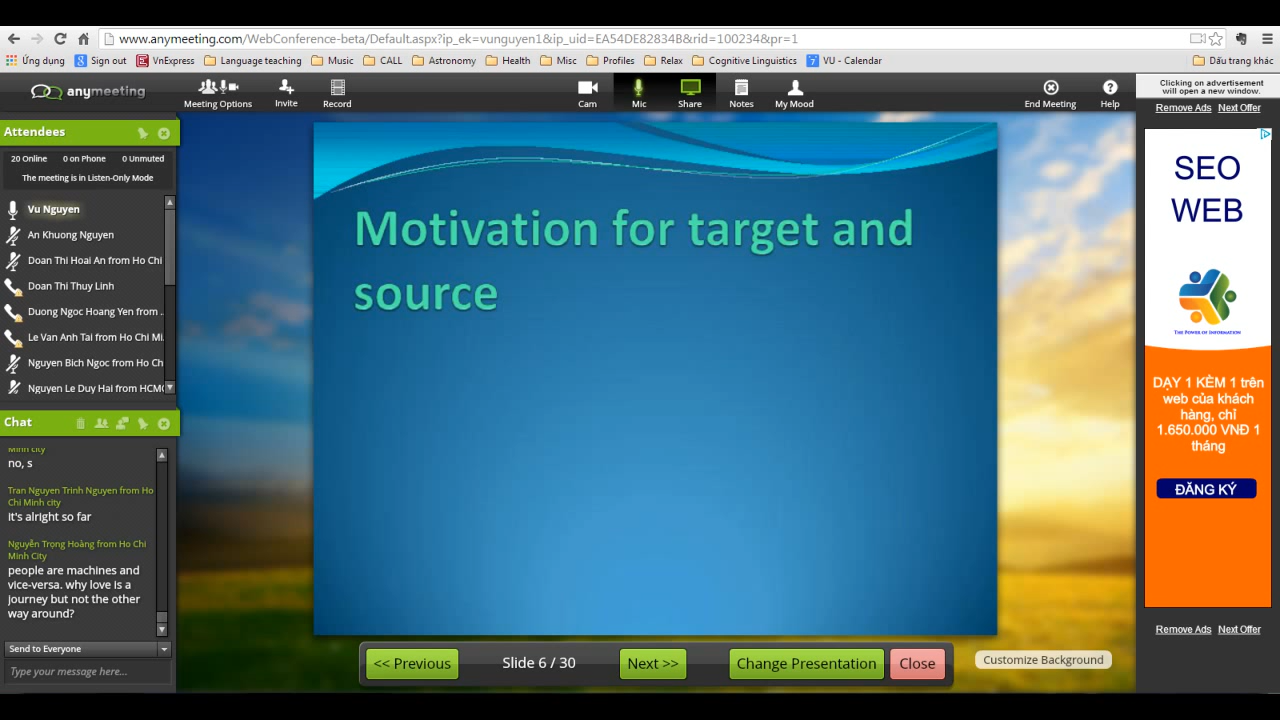 www.anymeeting.com/WebConference-beta/Default.aspx?ip_ek=vunguyen1&ip_uid=EA54DE82834B&rid=100234&pr=1
Ứng dụng
Sign out
VnExpress
Language teaching
Music
CALL
Astronomy
Health
Misc
Profiles
Relax
Cognitive Linguistics
7
VU - Calendar
Dấu trang khác
anymeeting
Meeting Options
Invite
Record
Cam
Mic
Share
Notes
My Mood
End Meeting
Help
Clicking on advertisement
will open a new window.
Remove Ads Next Offer
Attendees
20 Online 0 on Phone 0 Unmuted
The meeting is in Listen-Only Mode
Vu Nguyen
An Khuong Nguyen
Doan Thi Hoai An from Ho Chi
Doan Thi Thuy Linh
Duong Ngoc Hoang Yen from ..
Le Van Anh Tai from Ho Chi Mi.
Nguyen Bich Ngoc from Ho Ch
Nguyen Le Duy Hai from HCMC
Chat
Minh city
no, s
Tran Nguyen Trinh Nguyen from Ho
Chi Minh city
it's alright so far
Nguyễn Trọng Hoàng from Ho Chi
Minh City
people are machines and
vice-versa. why love is a
journey but not the other
way around?
Send to Everyone
Type your message here...
Motivation for target and
source
<< Previous
Slide 6 / 30
Next >>
Change Presentation
Close
Customize Background
SEO
WEB
THE POWER OF INFORMATION
DẠY 1 KÈM 1 trên
web của khách
hàng, chỉ
1.650.000 VNĐ 1
tháng
ĐĂNG KÝ
Remove Ads Next Offer